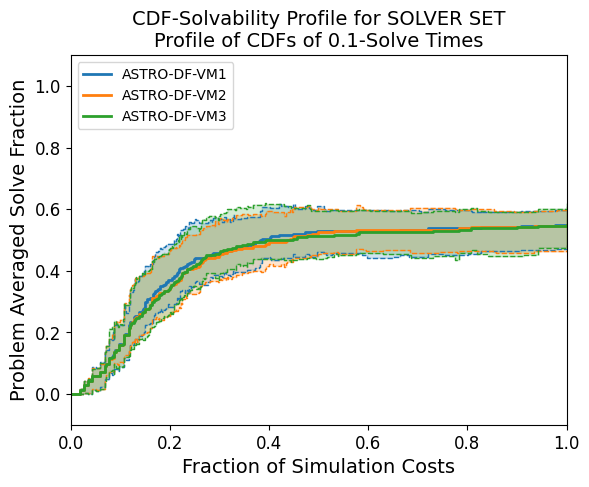 CDF-Solvability Profile for SOLVER SET
Profile of CDFs of 0.1-Solve Times
ASTRO-DF-VM1
ASTRO-DF-VM2
ASTRO-DF-VM3
Problem Averaged Solve Fraction
1.0
0.8
0.6
0.4
0.2
0.0
0.0 0.2 0.4 0.6 0.8 1.0
Fraction of Simulation Costs